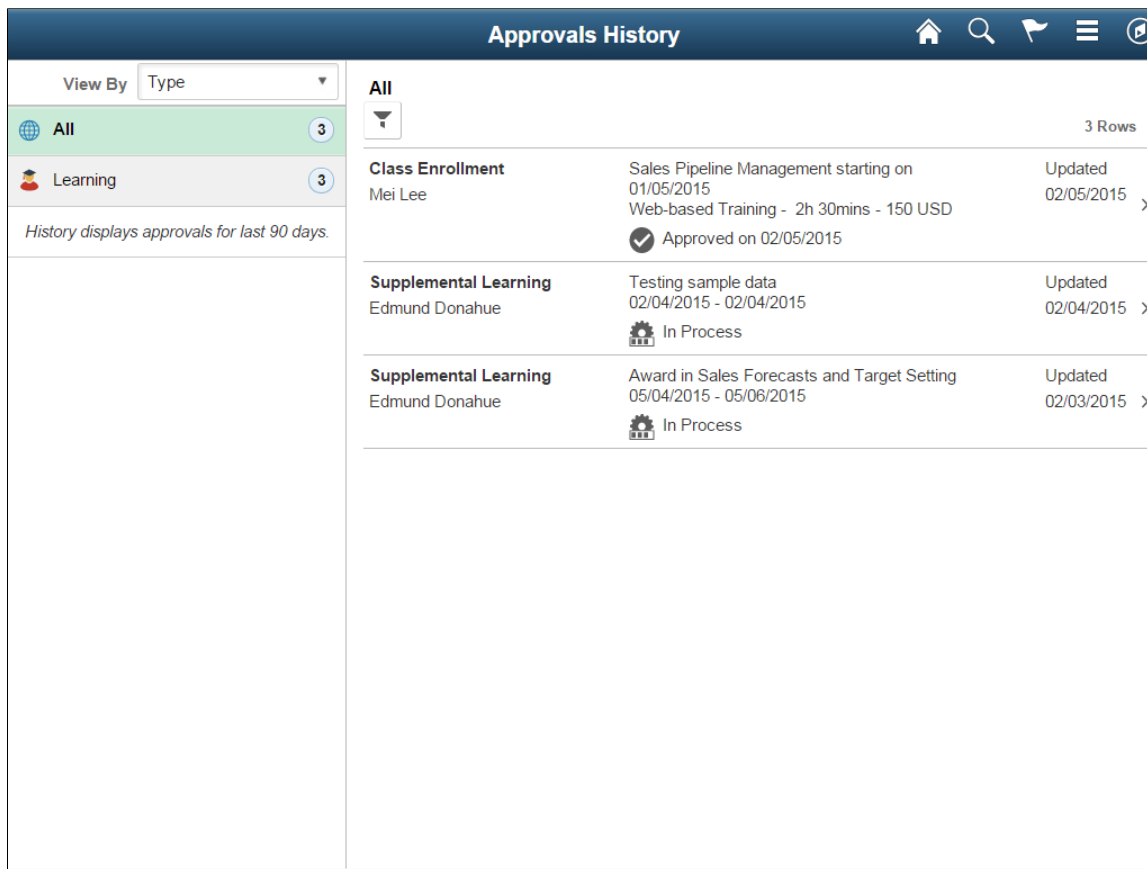 Approvals History
View By Type
All 3
Learning 3
History displays approvals for last 90 days.
All
3 Rows
Class Enrollment
Mei Lee
Sales Pipeline Management starting on
01/05/2015
Web-based Training - 2h 30mins - 150 USD
Approved on 02/05/2015
Updated
02/05/2015
Supplemental Learning
Edmund Donahue
Testing sample data
02/04/2015 - 02/04/2015
In Process
Updated
02/04/2015
Supplemental Learning
Edmund Donahue
Award in Sales Forecasts and Target Setting
05/04/2015 - 05/06/2015
In Process
Updated
02/03/2015